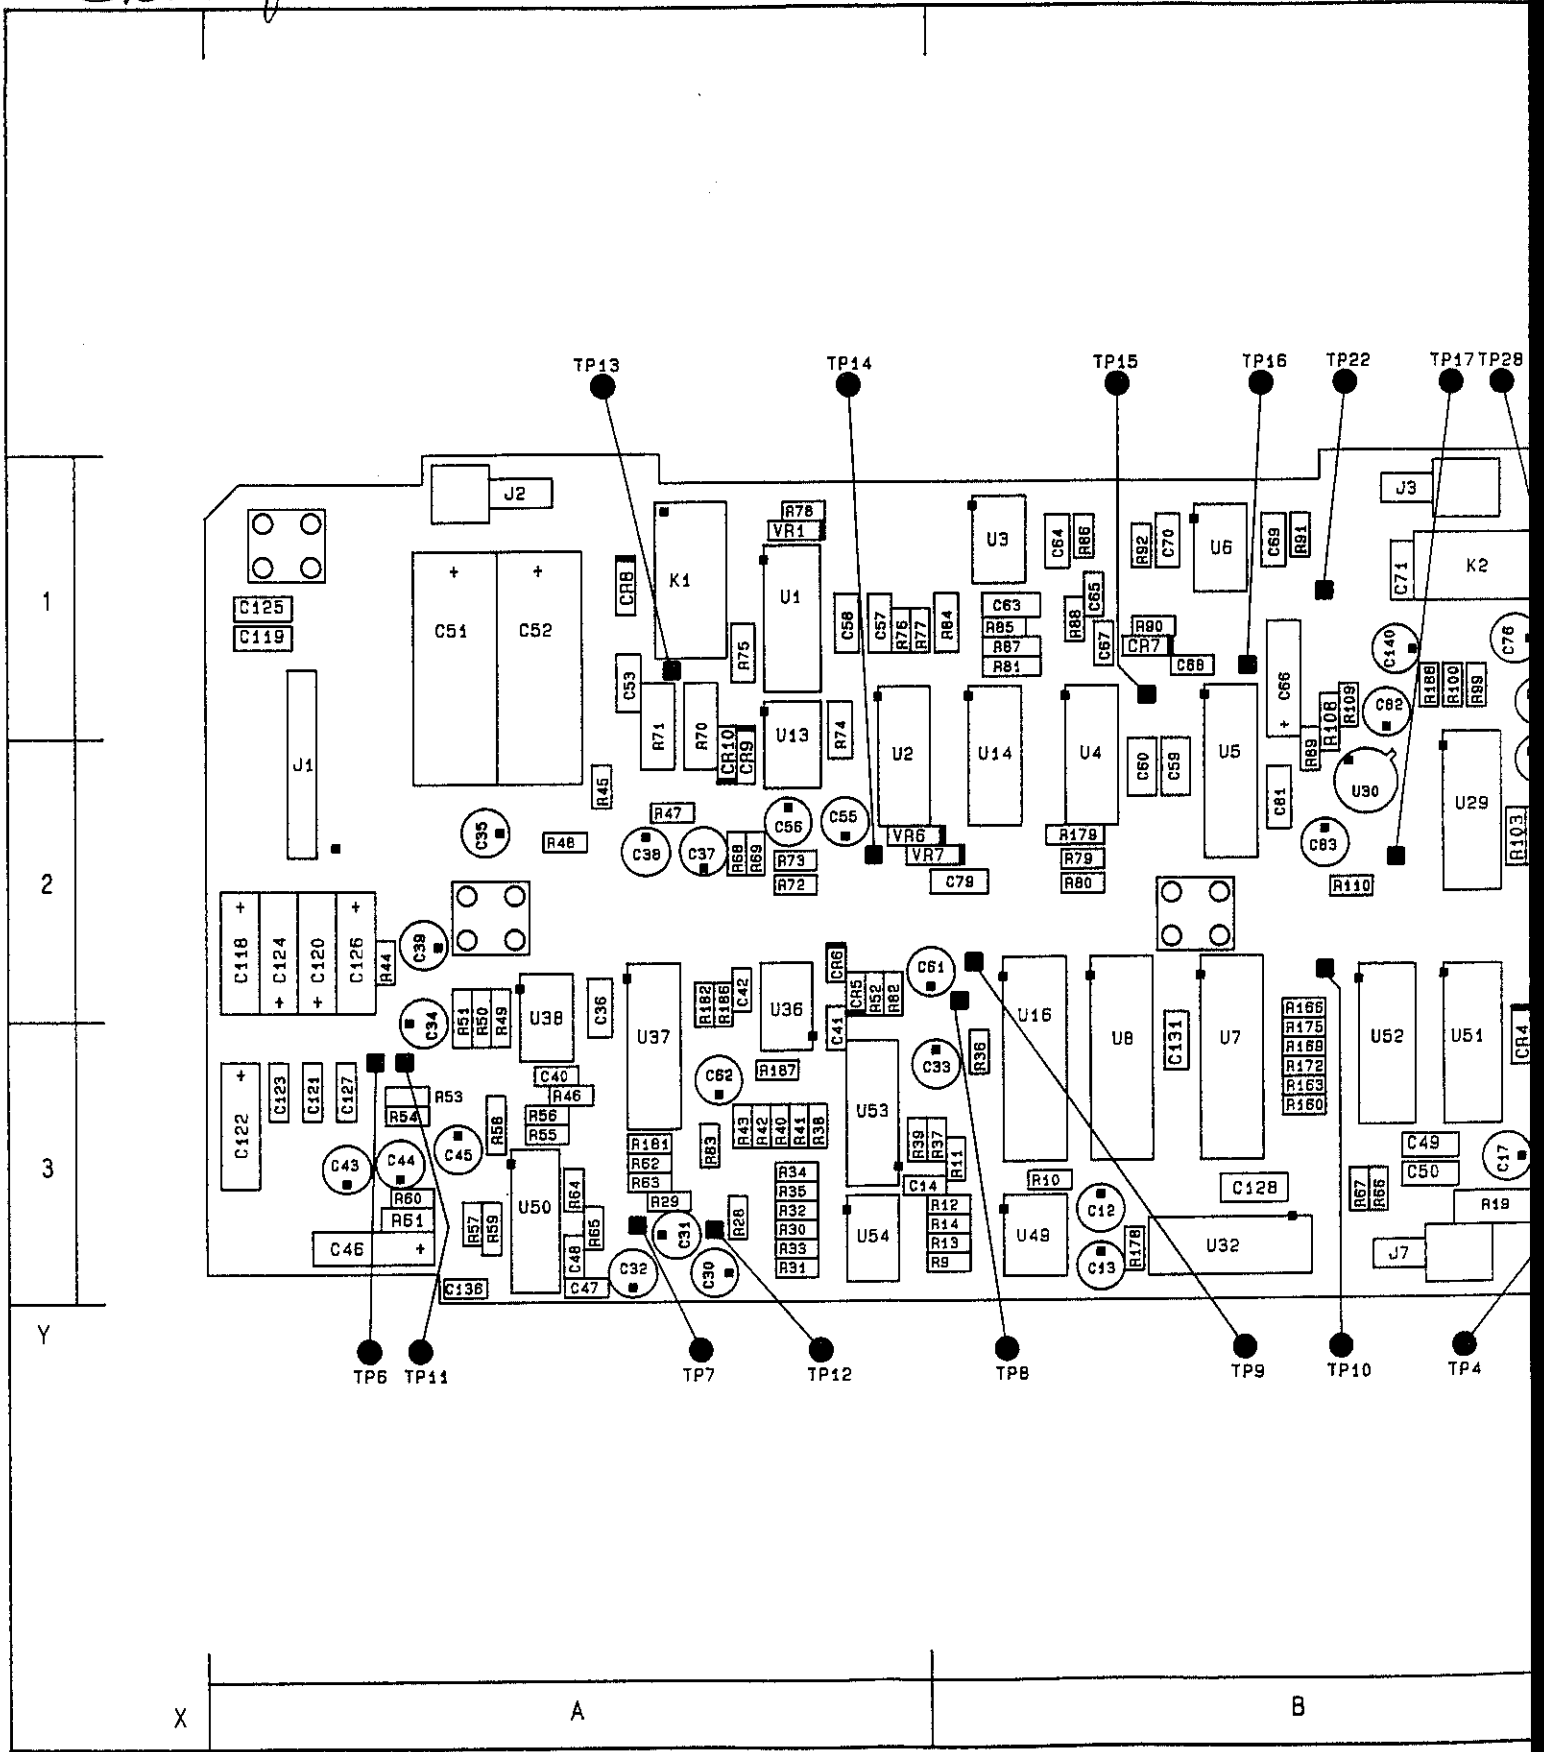 TP13 TP14 TP15 TP16 TP22 TP17 TP28
J2 J3
R78
VR1
U3 C64 R86 R92 C70 U6 C69 R91
CR8 K1 U1 C71 K2
C125 C51 C52 C58 C57 R76 R77 R84 C63 R88 C65
C119 R75 R85 C67 R90 C140 C76
R87 CR7
R81 C68
1
C53 C66 R188 R100 R99
R71 R70 CR10 CR9 U13 R74 U2 U14 U4 C60 C59 U5 R89 R108 R109 C82
J1 R45 C81 U30 U29
R47 C56 C55
C35 R48 C38 C37 R68 R69 VR6 R179 C83 R103
R73 VR7 R79
R72 C79 R80 R110
2
C118 C124 C120 C126 R44 C39 CR6 C61
C34 R51 R50 R49 U38 C36 U37 R182 R186 C42 U36 CR5 R52 R82 U16 R166
C41 R175 U52 U51 CR4
R36 U8 C131 U7 R169
C33 R172
C123 C121 C127 R53 C40 C62 R187 R163
R54 R46 R160
C122 R58 R56 R43 R42 R40 R41 R38 U53
R55 R39 R37 C49
3
C43 C44 C45 R181 R83 R11 C17
R62 R34 C50
R60 R64 R63 R35 C14 R10 C128 R67 R66
R61 R57 R59 U50 R29 R28 R32 R12 C12 R19
R65 C31 R30 U54 R14 U49 R178 U32
C46 C48 R33 R13 J7
C32 C30 R31 R9 C13
C136 C47
Y
TP6 TP11 TP7 TP12 TP8 TP9 TP10 TP4
X A B